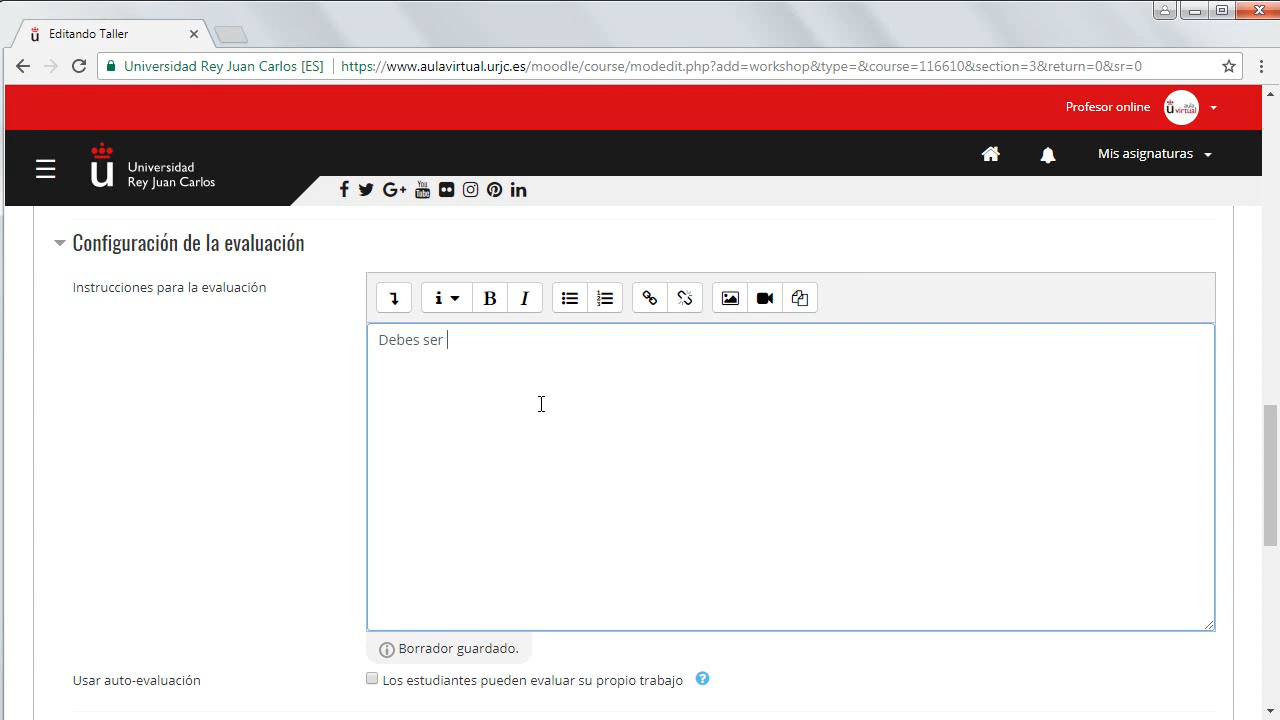 Editando Taller
Universidad Rey Juan Carlos [ES]
https://www.aulavirtual.urjc.es/moodle/course/modedit.php?add=workshop&type=&course=116610&section=3&return=0&sr=0
Profesor online
aula
virtual
Universidad
Rey Juan Carlos
Mis asignaturas
Configuración de la evaluación
Instrucciones para la evaluación
Debes ser
Borrador guardado.
Usar auto-evaluación
Los estudiantes pueden evaluar su propio trabajo